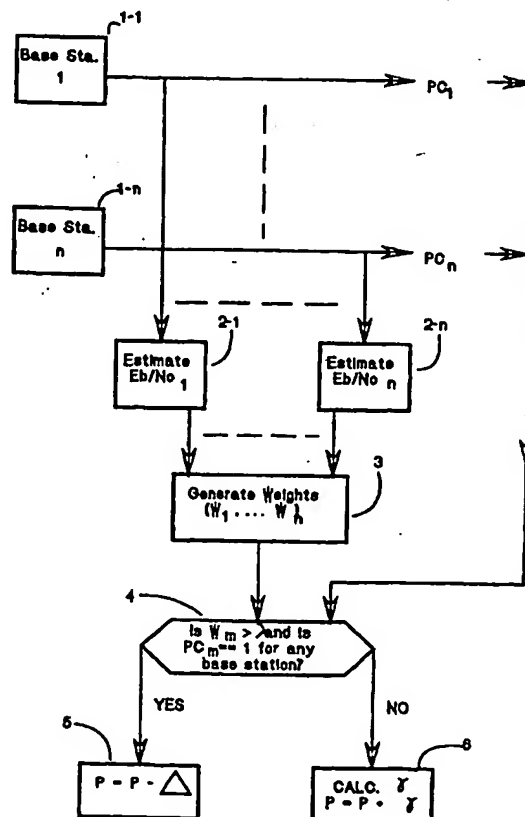 1-1
Base Sta.
1
PC1
1-n
Base Sta.
n
PCn
2-1
2-n
Estimate
Eb/No 1
Estimate
Eb/No n
3
Generate Weights
(W1 .... W)n
4
Is Wm > λ and is
PCm== 1 for any
base station?
YES
NO
5
6
P = P - △
CALC. γ
P = P + γ